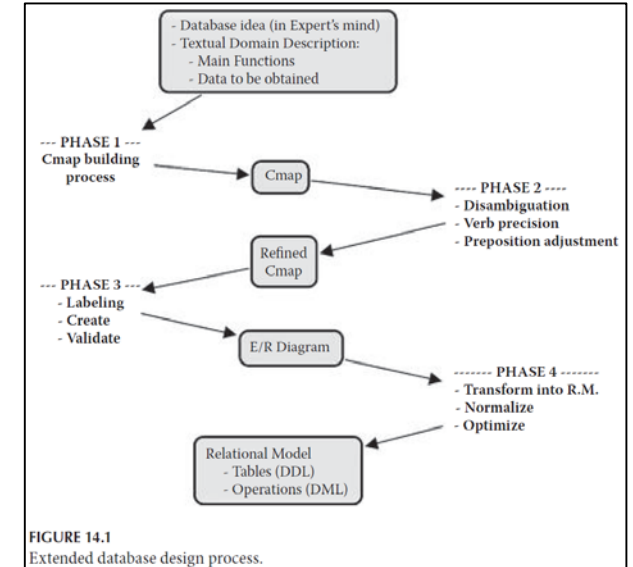 - Database idea (in Expert's mind)
- Textual Domain Description:
- Main Functions
- Data to be obtained
--- PHASE 1 ---
Cmap building
process
Cmap
---- PHASE 2 ----
- Disambiguation
- Verb precision
- Preposition adjustment
Refined
Cmap
--- PHASE 3 ---
- Labeling
- Create
- Validate
E/R Diagram
------- PHASE 4 -------
- Transform into R.M.
- Normalize
- Optimize
Relational Model
- Tables (DDL)
- Operations (DML)
FIGURE 14.1
Extended database design process.